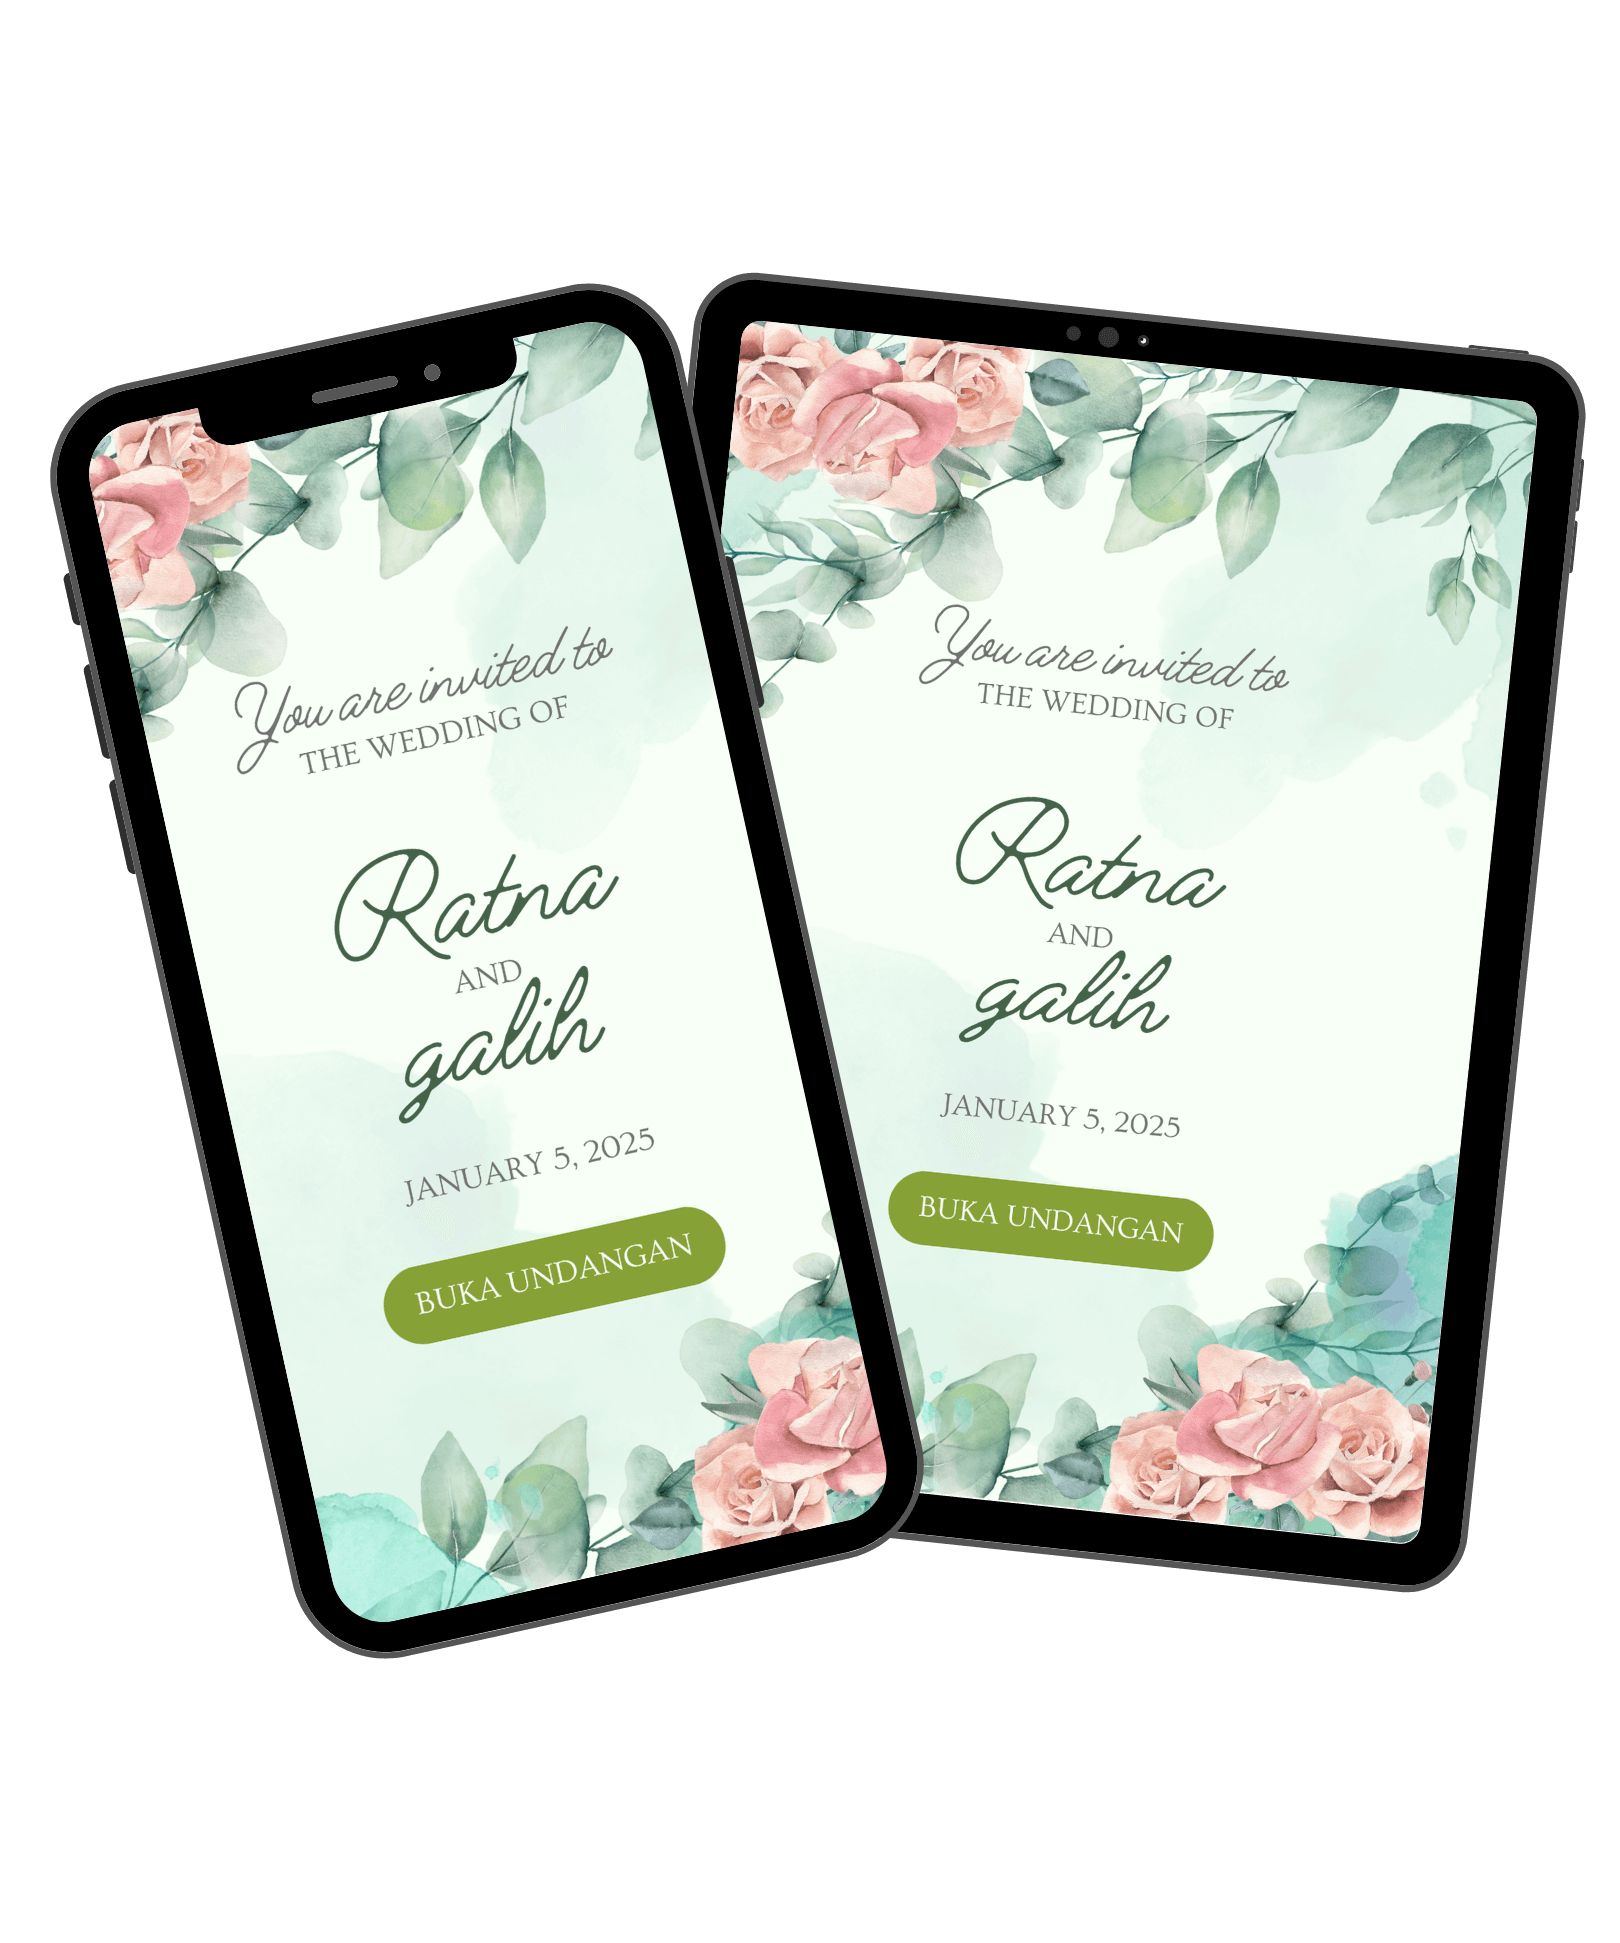 You are invited to
THE WEDDING OF
Ratna
AND
galih
JANUARY 5, 2025
BUKA UNDANGAN
You are invited to
THE WEDDING OF
Ratna
AND
galih
JANUARY 5, 2025
BUKA UNDANGAN